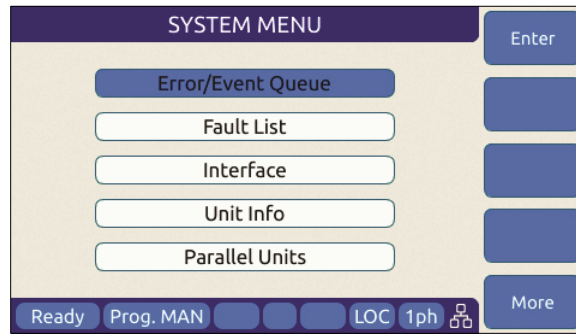 SYSTEM MENU
Enter
Error/Event Queue
Fault List
Interface
Unit Info
Parallel Units
More
Ready Prog. MAN LOC 1ph